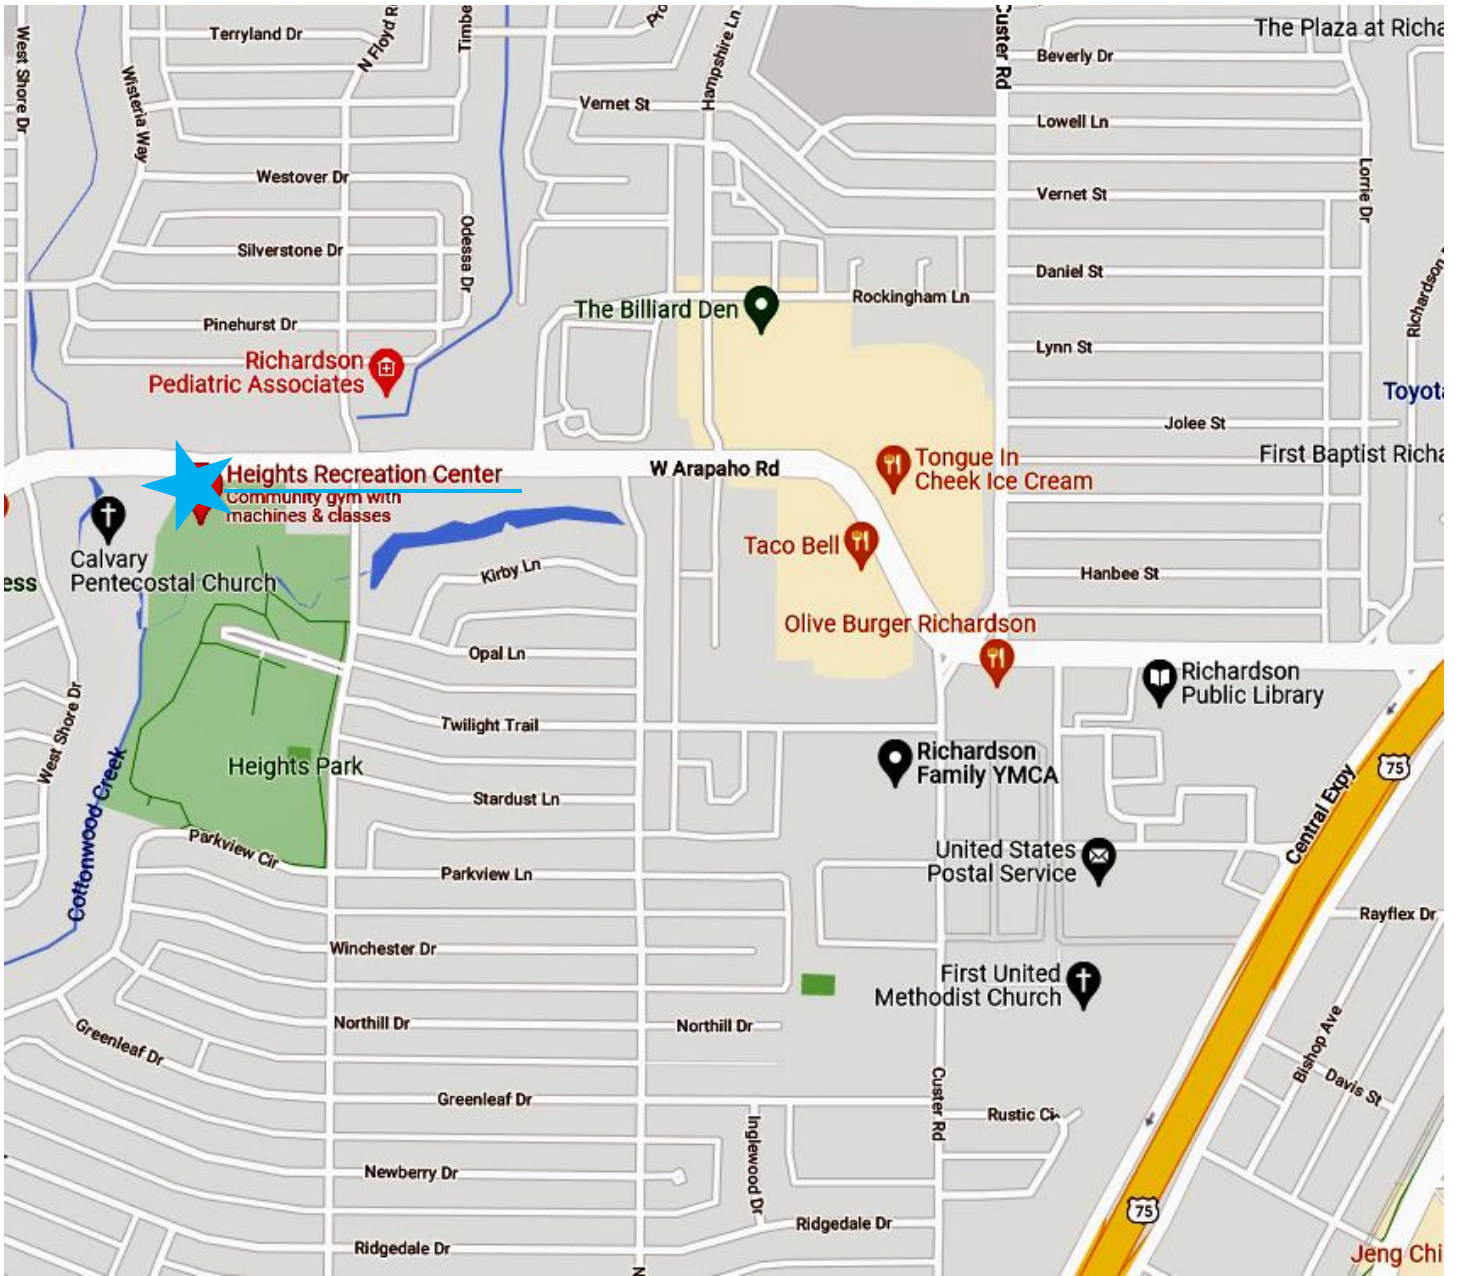 West Shore Dr
Terryland Dr
N Floyd R
Timque
Hampshire Ln
Custer Rd
The Plaza at Richa
Beverly Dr
Wisteria Way
Vernet St
Lowell Ln
Westover Dr
Lorrie Dr
Vernet St
Odessa Dr
Silverstone Dr
Daniel St
Richardson
Rockingham Ln
The Billiard Den
Pinehurst Dr
Lynn St
Richardson
Pediatric Associates
Toyota
Jolee St
First Baptist Richa
W Arapaho Rd
Tongue In
Cheek Ice Cream
Heights Recreation Center
Community gym with
machines & classes
Taco Bell
Calvary
Pentecostal Church
ess
Kirby Ln
Hanbee St
Olive Burger Richardson
Opal Ln
Richardson
Public Library
West Shore Dr
Twilight Trail
Richardson
Family YMCA
75
Heights Park
Cottonwood Creek
Stardust Ln
Central Expy
Parkview Cir
United States
Postal Service
Parkview Ln
Rayflex Dr
Winchester Dr
First United
Methodist Church
Northill Dr
Northill Dr
Greenleaf Dr
Bishop Ave
Davis St
Greenleaf Dr
Custer Rd
Rustic Cir
Inglewood Dr
Newberry Dr
75
Ridgedale Dr
Ridgedale Dr
Jeng Chi
N